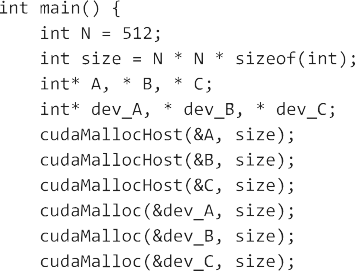 int main() {
    int N = 512;
    int size = N * N * sizeof(int);
    int* A, * B, * C;
    int* dev_A, * dev_B, * dev_C;
    cudaMallocHost(&A, size);
    cudaMallocHost(&B, size);
    cudaMallocHost(&C, size);
    cudaMalloc(&dev_A, size);
    cudaMalloc(&dev_B, size);
    cudaMalloc(&dev_C, size);